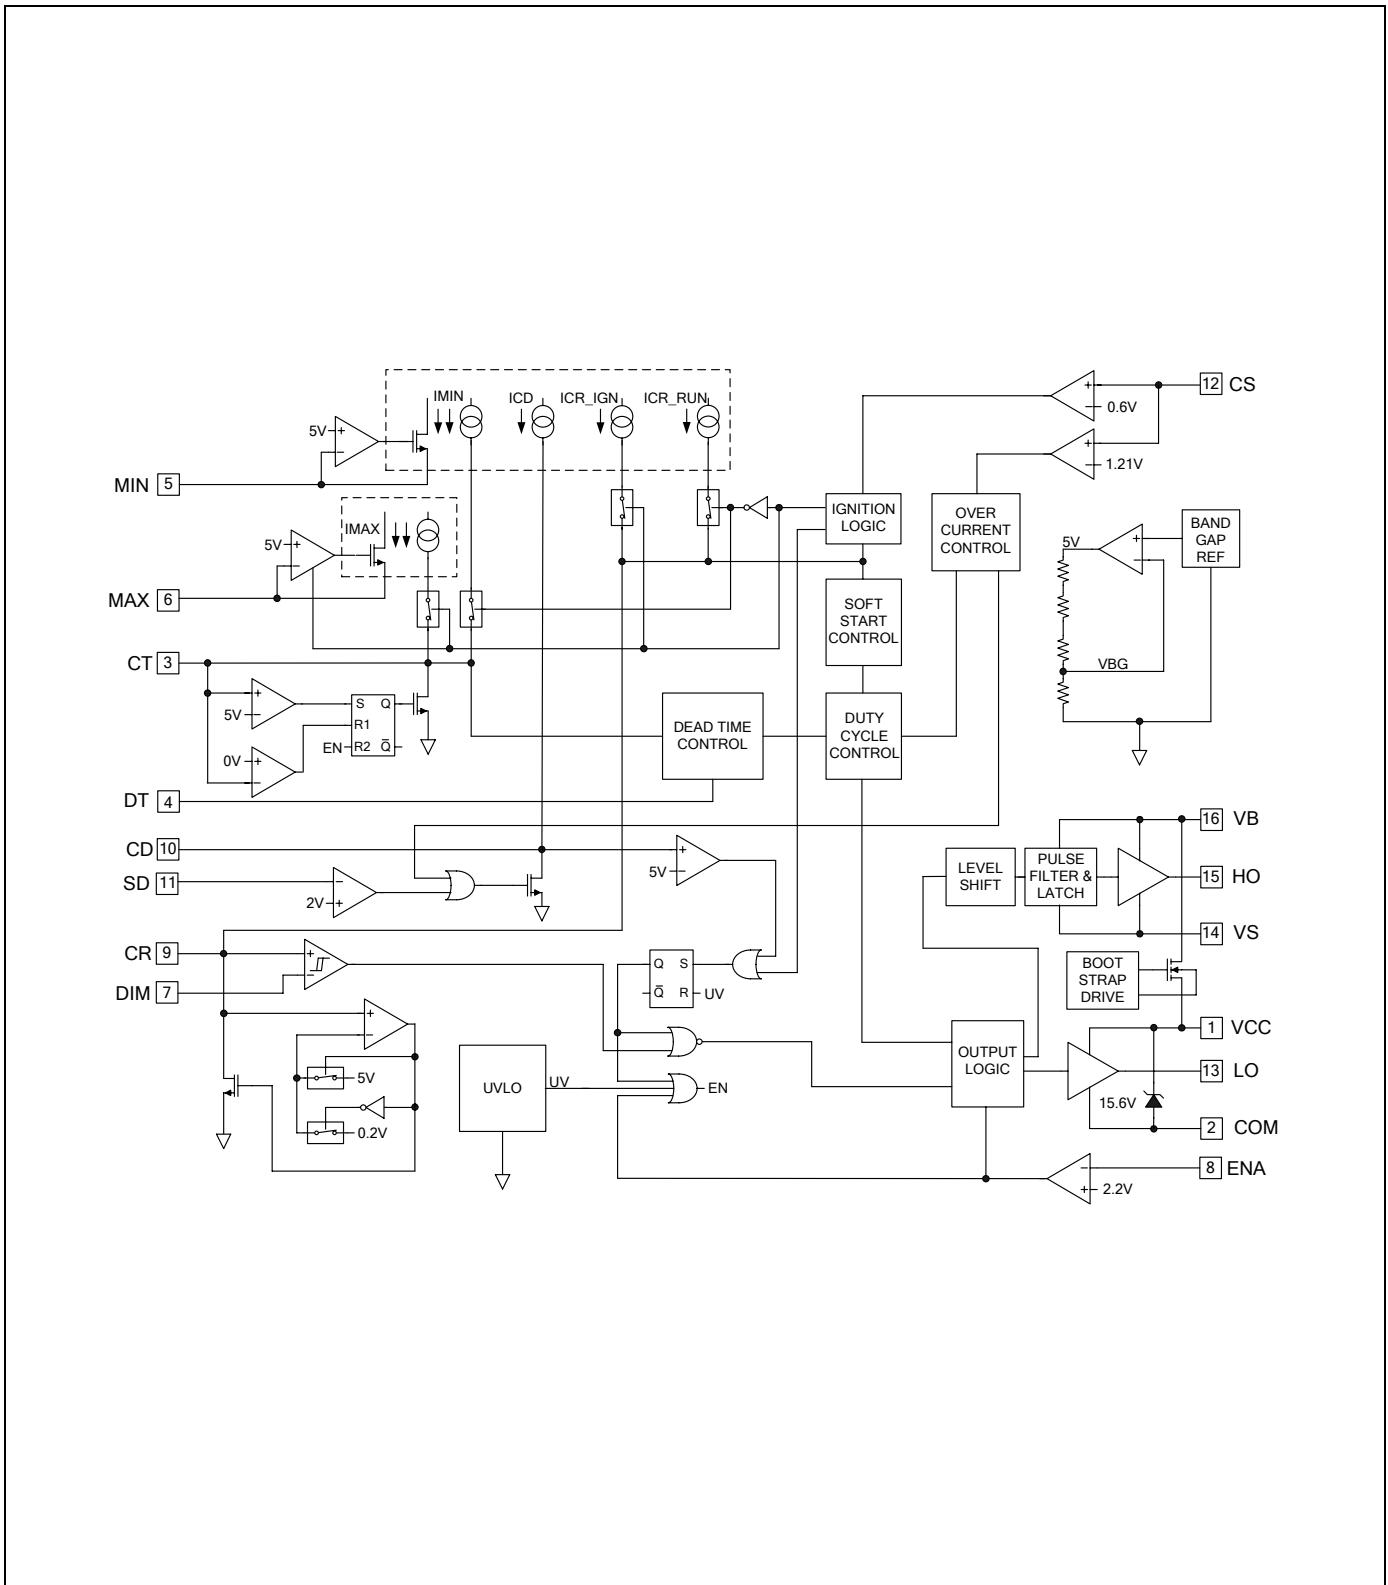 IMIN ICD ICR_IGN ICR_RUN
+ 12 CS
– 0.6V
5V +
–
+
– 1.21V
MIN 5
IGNITION
LOGIC
OVER
CURRENT
CONTROL
IMAX
5V +
–
MAX 6
5V + –
BAND
GAP
REF
SOFT
START
CONTROL
VBG
CT 3
+
5V –
S Q
R1
EN R2 Q̅
0V +
–
DEAD TIME
CONTROL
DUTY
CYCLE
CONTROL
DT 4
16 VB
CD 10
+
5V –
LEVEL
SHIFT
PULSE
FILTER &
LATCH
15 HO
SD 11
–
2V +
14 VS
CR 9
+
–
DIM 7
Q S
Q̅ R UV
BOOT
STRAP
DRIVE
+
–
5V
0.2V
1 VCC
UVLO
UV
EN
OUTPUT
LOGIC
13 LO
15.6V
2 COM
8 ENA
–
+ 2.2V